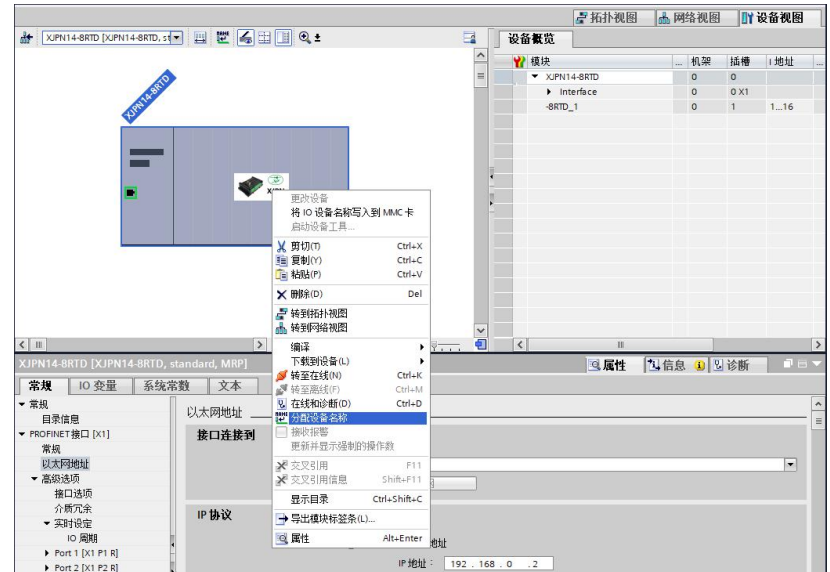 拓扑视图 网络视图 设备视图
XJPN14-8RTD [XJPN14-8RTD, st
设备概览
模块 ... 机架 插槽 I 地址 ...
XJPN14-8RTD 0 0
Interface 0 0 X1
-8RTD_1 0 1 1...16
XJPN14-8RTD
更改设备
将 IO 设备名称写入到 MMC 卡
启动设备工具...
剪切(T) Ctrl+X
复制(Y) Ctrl+C
粘贴(P) Ctrl+V
删除(D) Del
转到拓扑视图
转到网络视图
编译
下载到设备(L)
转至在线(N) Ctrl+K
转至离线(F) Ctrl+M
在线和诊断(D) Ctrl+D
分配设备名称
接收报警
更新并显示强制的操作数
交叉引用 F11
交叉引用信息 Shift+F11
显示目录 Ctrl+Shift+C
导出模块标签条(L)...
属性 Alt+Enter
XJPN14-8RTD [XJPN14-8RTD, standard, MRP]
属性 信息 诊断
常规 IO 变量 系统常数 文本
常规
目录信息
PROFINET接口 [X1]
常规
以太网地址
高级选项
接口选项
介质冗余
实时设定
IO 周期
Port 1 [X1 P1 R]
Port 2 [X1 P2 R]
以太网地址
接口连接到
IP 协议
地址
IP 地址： 192 . 168 . 0 . 2